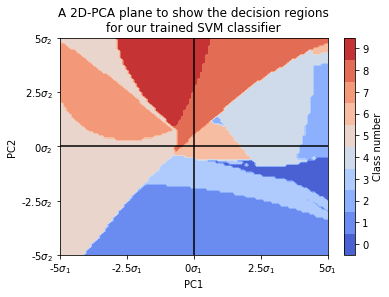 A 2D-PCA plane to show the decision regions
for our trained SVM classifier
5σ₂
2.5σ₂
0σ₂
-2.5σ₂
-5σ₂
PC2
-5σ₁
-2.5σ₁
0σ₁
2.5σ₁
5σ₁
PC1
9
8
7
6
5
4
3
2
1
0
Class number